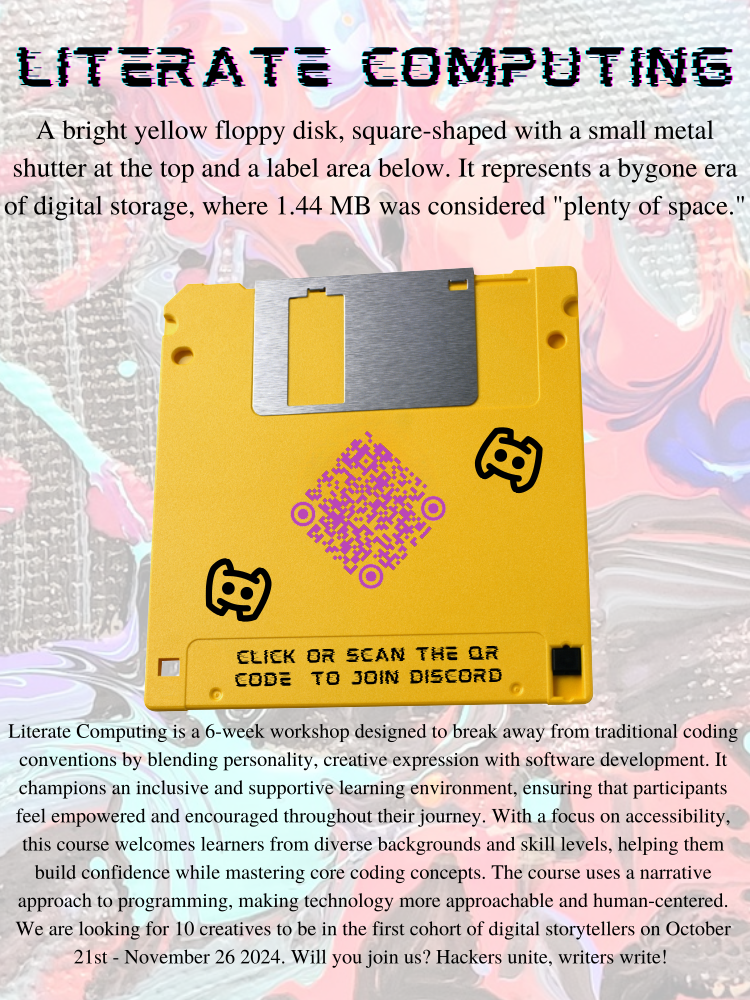 LITERATE COMPUTING
A bright yellow floppy disk, square-shaped with a small metal
shutter at the top and a label area below. It represents a bygone era
of digital storage, where 1.44 MB was considered "plenty of space."
CLICK OR SCAN THE QR
CODE TO JOIN DISCORD
Literate Computing is a 6-week workshop designed to break away from traditional coding
conventions by blending personality, creative expression with software development. It
champions an inclusive and supportive learning environment, ensuring that participants
feel empowered and encouraged throughout their journey. With a focus on accessibility,
this course welcomes learners from diverse backgrounds and skill levels, helping them
build confidence while mastering core coding concepts. The course uses a narrative
approach to programming, making technology more approachable and human-centered.
We are looking for 10 creatives to be in the first cohort of digital storytellers on October
21st - November 26 2024. Will you join us? Hackers unite, writers write!